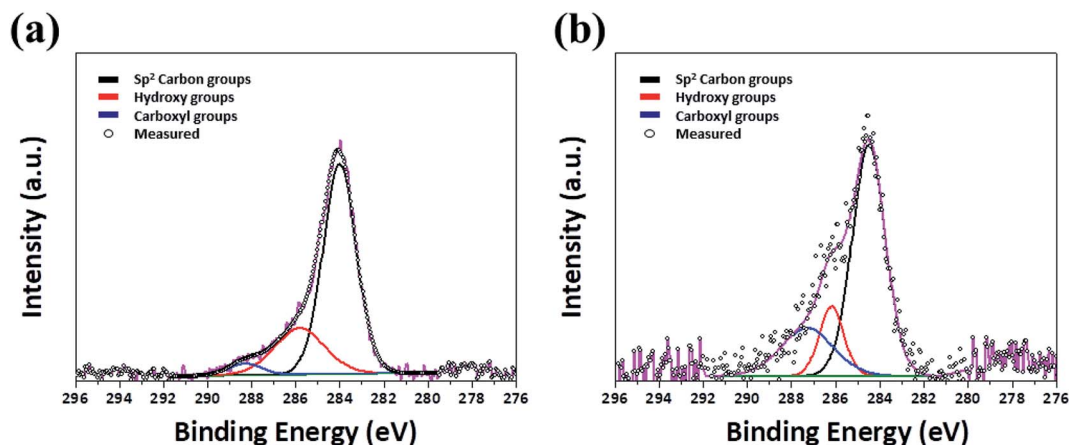 (a)
Sp² Carbon groups
Hydroxy groups
Carboxyl groups
Measured
Intensity (a.u.)
296 294 292 290 288 286 284 282 280 278 276
Binding Energy (eV)
(b)
Sp² Carbon groups
Hydroxy groups
Carboxyl groups
Measured
Intensity (a.u.)
296 294 292 290 288 286 284 282 280 278 276
Binding Energy (eV)